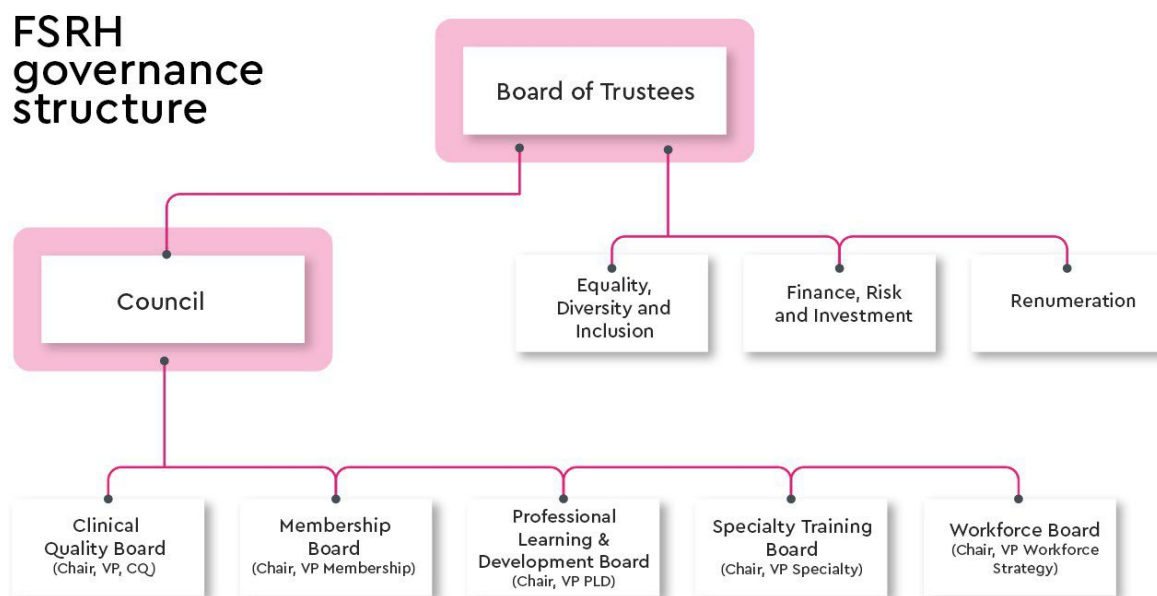 FSRH
governance
structure
Board of Trustees
Council
Equality,
Diversity and
Inclusion
Finance, Risk
and Investment
Renumeration
Clinical
Quality Board
(Chair, VP, CQ)
Membership
Board
(Chair, VP Membership)
Professional
Learning &
Development Board
(Chair, VP PLD)
Specialty Training
Board
(Chair, VP Specialty)
Workforce Board
(Chair, VP Workforce
Strategy)